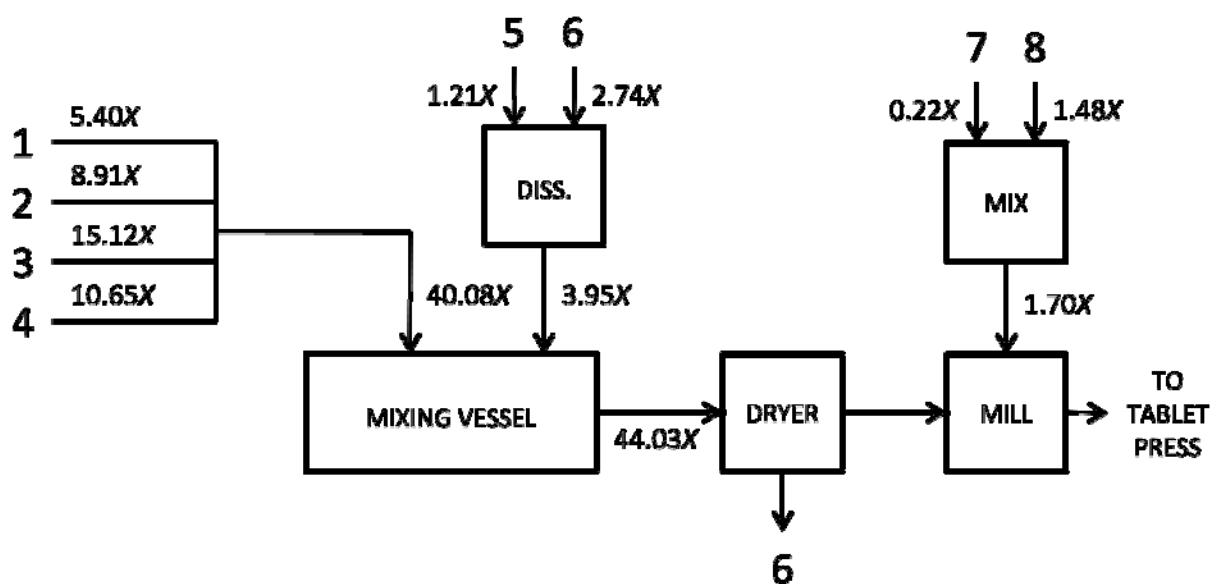 5 6
1.21X 2.74X
7 8
0.22X 1.48X
1 5.40X
2 8.91X
3 15.12X
4 10.65X
DISS.
MIX
40.08X 3.95X
1.70X
MIXING VESSEL
44.03X
DRYER
MILL
TO
TABLET
PRESS
6